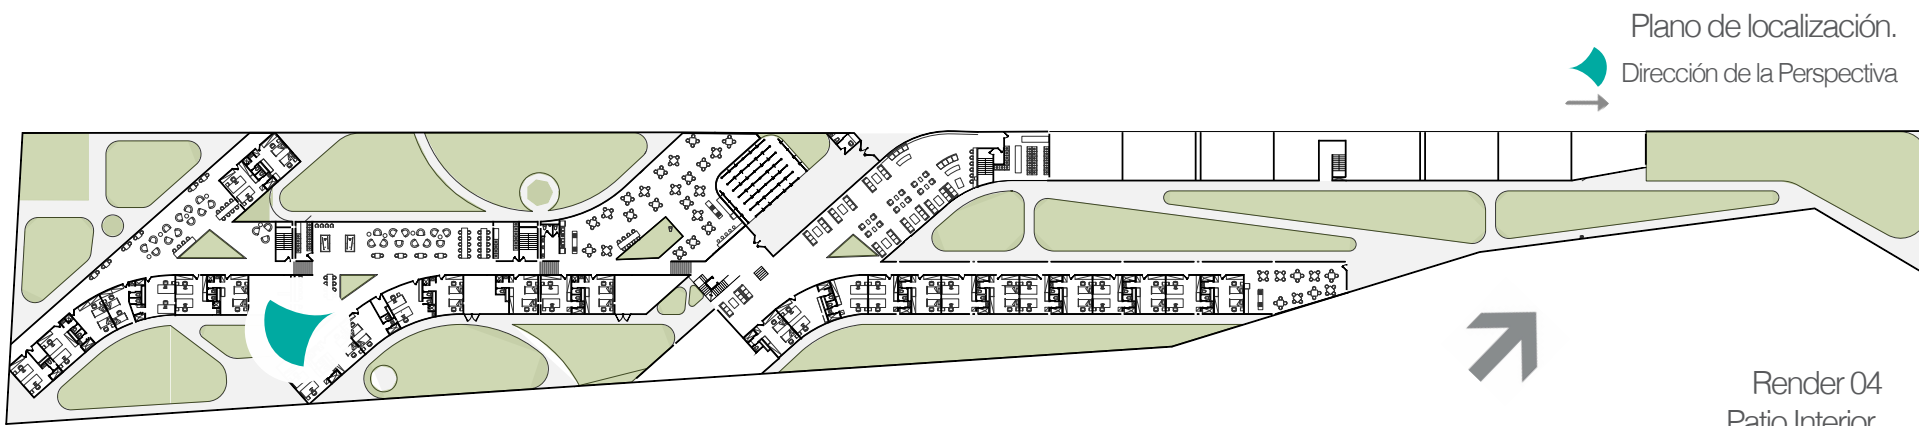 Plano de localización.
Dirección de la Perspectiva
Render 04
Patio Interior